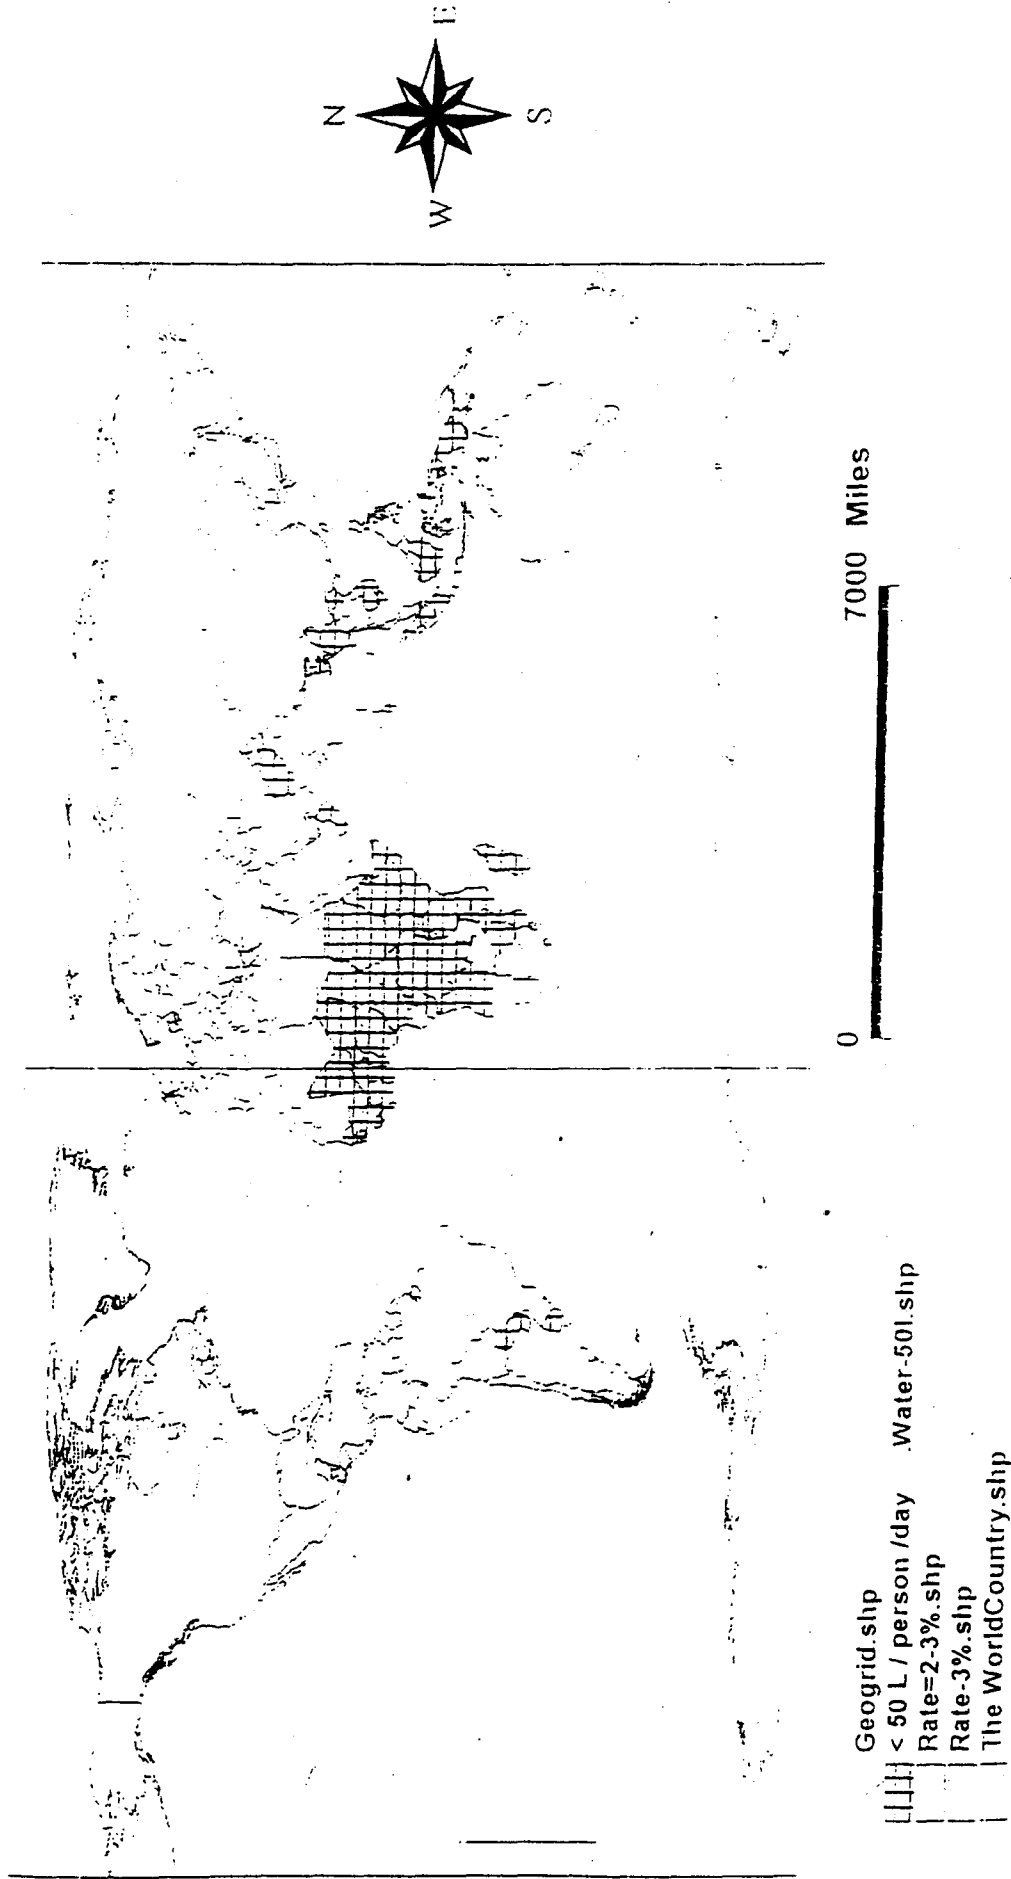 N
E
W
S
0
7000 Miles
Geogrid.shp
< 50 L / person /day .Water-50l.shp
Rate=2-3%.shp
Rate-3%.shp
The WorldCountry.shp